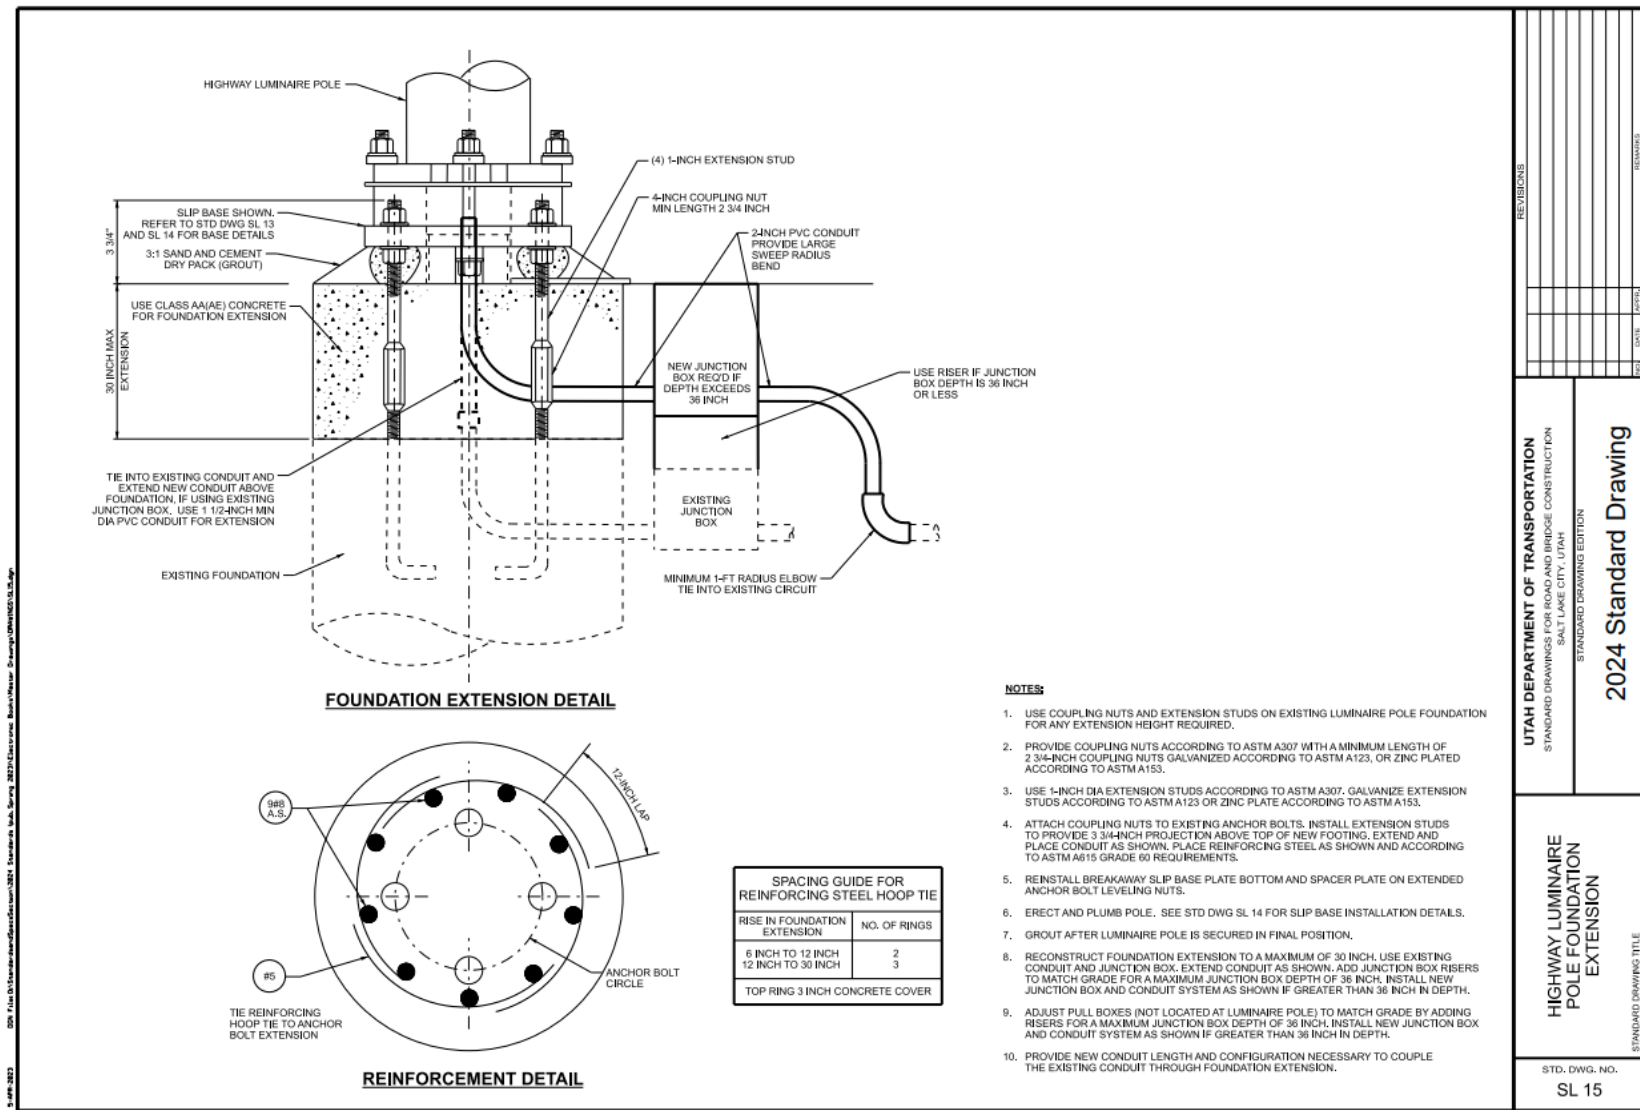 HIGHWAY LUMINAIRE POLE
(4) 1-INCH EXTENSION STUD
4-INCH COUPLING NUT
MIN LENGTH 2 3/4 INCH
SLIP BASE SHOWN.
REFER TO STD DWG SL 13
AND SL 14 FOR BASE DETAILS
3:1 SAND AND CEMENT
DRY PACK (GROUT)
3 3/4"
2-INCH PVC CONDUIT
PROVIDE LARGE
SWEEP RADIUS
BEND
USE CLASS AA(AE) CONCRETE
FOR FOUNDATION EXTENSION
30 INCH MAX
EXTENSION
NEW JUNCTION
BOX REQ'D IF
DEPTH EXCEEDS
36 INCH
USE RISER IF JUNCTION
BOX DEPTH IS 36 INCH
OR LESS
TIE INTO EXISTING CONDUIT AND
EXTEND NEW CONDUIT ABOVE
FOUNDATION, IF USING EXISTING
JUNCTION BOX. USE 1 1/2-INCH MIN
DIA PVC CONDUIT FOR EXTENSION
EXISTING
JUNCTION
BOX
EXISTING FOUNDATION
MINIMUM 1-FT RADIUS ELBOW
TIE INTO EXISTING CIRCUIT
FOUNDATION EXTENSION DETAIL
9#8
A.S.
12-INCH LAP
#5
ANCHOR BOLT
CIRCLE
TIE REINFORCING
HOOP TIE TO ANCHOR
BOLT EXTENSION
REINFORCEMENT DETAIL
SPACING GUIDE FOR
REINFORCING STEEL HOOP TIE
RISE IN FOUNDATION
EXTENSION
NO. OF RINGS
6 INCH TO 12 INCH 2
12 INCH TO 30 INCH 3
TOP RING 3 INCH CONCRETE COVER
NOTES:
1. USE COUPLING NUTS AND EXTENSION STUDS ON EXISTING LUMINAIRE POLE FOUNDATION
FOR ANY EXTENSION HEIGHT REQUIRED.
2. PROVIDE COUPLING NUTS ACCORDING TO ASTM A307 WITH A MINIMUM LENGTH OF
2 3/4-INCH COUPLING NUTS GALVANIZED ACCORDING TO ASTM A123, OR ZINC PLATED
ACCORDING TO ASTM A153.
3. USE 1-INCH DIA EXTENSION STUDS ACCORDING TO ASTM A307. GALVANIZE EXTENSION
STUDS ACCORDING TO ASTM A123 OR ZINC PLATE ACCORDING TO ASTM A153.
4. ATTACH COUPLING NUTS TO EXISTING ANCHOR BOLTS. INSTALL EXTENSION STUDS
TO PROVIDE 3 3/4-INCH PROJECTION ABOVE TOP OF NEW FOOTING. EXTEND AND
PLACE CONDUIT AS SHOWN. PLACE REINFORCING STEEL AS SHOWN AND ACCORDING
TO ASTM A615 GRADE 60 REQUIREMENTS.
5. REINSTALL BREAKAWAY SLIP BASE PLATE BOTTOM AND SPACER PLATE ON EXTENDED
ANCHOR BOLT LEVELING NUTS.
6. ERECT AND PLUMB POLE. SEE STD DWG SL 14 FOR SLIP BASE INSTALLATION DETAILS.
7. GROUT AFTER LUMINAIRE POLE IS SECURED IN FINAL POSITION.
8. RECONSTRUCT FOUNDATION EXTENSION TO A MAXIMUM OF 30 INCH. USE EXISTING
CONDUIT AND JUNCTION BOX. EXTEND CONDUIT AS SHOWN. ADD JUNCTION BOX RISERS
TO MATCH GRADE FOR A MAXIMUM JUNCTION BOX DEPTH OF 36 INCH. INSTALL NEW
JUNCTION BOX AND CONDUIT SYSTEM AS SHOWN IF GREATER THAN 36 INCH IN DEPTH.
9. ADJUST PULL BOXES (NOT LOCATED AT LUMINAIRE POLE) TO MATCH GRADE BY ADDING
RISERS FOR A MAXIMUM JUNCTION BOX DEPTH OF 36 INCH. INSTALL NEW JUNCTION BOX
AND CONDUIT SYSTEM AS SHOWN IF GREATER THAN 36 INCH IN DEPTH.
10. PROVIDE NEW CONDUIT LENGTH AND CONFIGURATION NECESSARY TO COUPLE
THE EXISTING CONDUIT THROUGH FOUNDATION EXTENSION.
REVISIONS
REMARKS
DATE
UTAH DEPARTMENT OF TRANSPORTATION
STANDARD DRAWINGS FOR ROAD AND BRIDGE CONSTRUCTION
SALT LAKE CITY, UTAH
STANDARD DRAWING EDITION
2024 Standard Drawing
HIGHWAY LUMINAIRE
POLE FOUNDATION
EXTENSION
STANDARD DRAWING TITLE
STD. DWG. NO.
SL 15